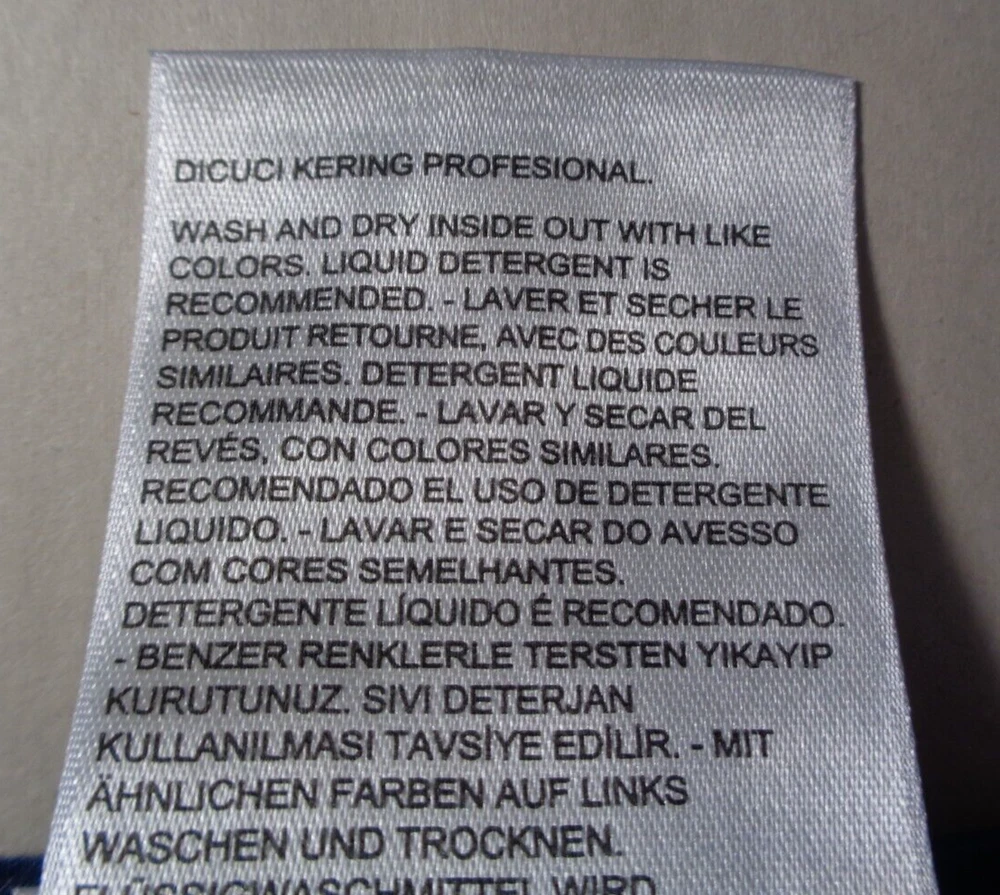 DICUCI KERING PROFESIONAL.
WASH AND DRY INSIDE OUT WITH LIKE
COLORS. LIQUID DETERGENT IS
RECOMMENDED. - LAVER ET SECHER LE
PRODUIT RETOURNE, AVEC DES COULEURS
SIMILAIRES. DETERGENT LIQUIDE
RECOMMANDE. - LAVAR Y SECAR DEL
REVÉS, CON COLORES SIMILARES.
RECOMENDADO EL USO DE DETERGENTE
LIQUIDO. - LAVAR E SECAR DO AVESSO
COM CORES SEMELHANTES.
DETERGENTE LÍQUIDO É RECOMENDADO.
- BENZER RENKLERLE TERSTEN YIKAYIP
KURUTUNUZ. SIVI DETERJAN
KULLANILMASI TAVSİYE EDİLİR. - MIT
ÄHNLICHEN FARBEN AUF LINKS
WASCHEN UND TROCKNEN.
FLÜSSIGWASCHMITTEL WIRD